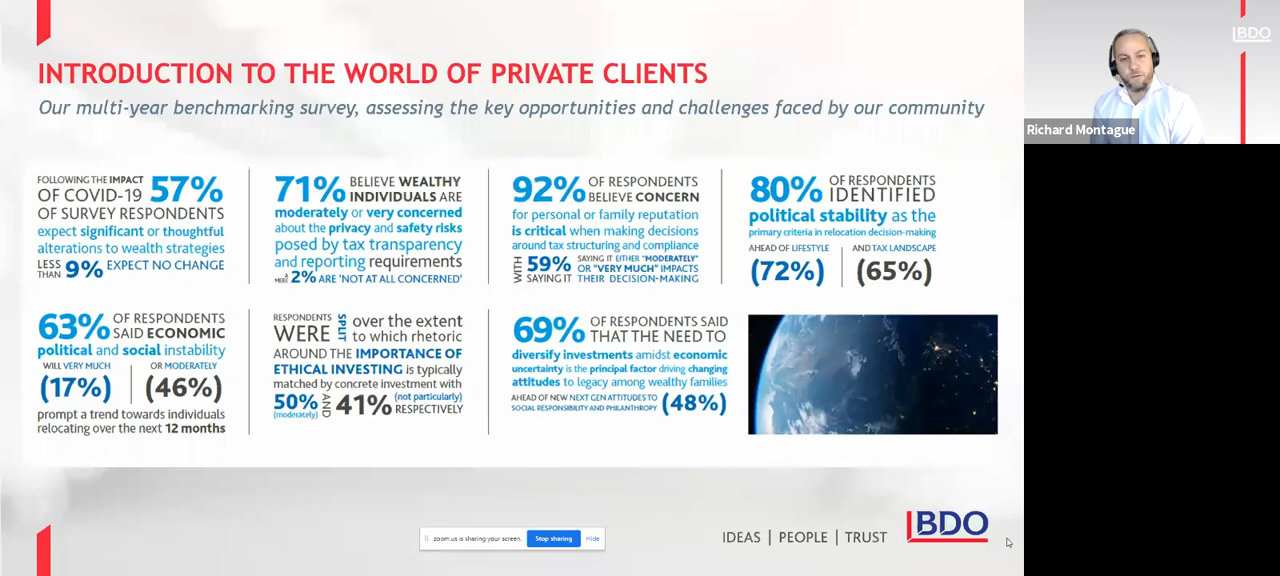 INTRODUCTION TO THE WORLD OF PRIVATE CLIENTS
Our multi-year benchmarking survey, assessing the key opportunities and challenges faced by our community
FOLLOWING THE IMPACT
OF COVID-19 57%
OF SURVEY RESPONDENTS
expect significant or thoughtful
alterations to wealth strategies
LESS THAN 9% EXPECT NO CHANGE
71% BELIEVE WEALTHY
INDIVIDUALS ARE
moderately or very concerned
about the privacy and safety risks
posed by tax transparency
and reporting requirements
A MERE 2% ARE 'NOT AT ALL CONCERNED'
92% OF RESPONDENTS
BELIEVE CONCERN
for personal or family reputation
is critical when making decisions
around tax structuring and compliance
WITH 59% SAYING IT EITHER "MODERATELY"
OR "VERY MUCH" IMPACTS
SAYING IT THEIR DECISION-MAKING
80% OF RESPONDENTS
IDENTIFIED
political stability as the
primary criteria in relocation decision-making
AHEAD OF LIFESTYLE
(72%)
AND TAX LANDSCAPE
(65%)
63% OF RESPONDENTS
SAID ECONOMIC
political and social instability
WILL VERY MUCH
(17%)
OR MODERATELY
(46%)
prompt a trend towards individuals
relocating over the next 12 months
RESPONDENTS
WERE SPLIT over the extent
to which rhetoric
AROUND THE IMPORTANCE OF
ETHICAL INVESTING is typically
matched by concrete investment with
50% (moderately) AND 41% (not particularly)
RESPECTIVELY
69% OF RESPONDENTS SAID
THAT THE NEED TO
diversify investments amidst economic
uncertainty is the principal factor driving changing
attitudes to legacy among wealthy families
AHEAD OF NEW NEXT GEN ATTITUDES TO
SOCIAL RESPONSIBILITY AND PHILANTHROPY (48%)
zoom.us is sharing your screen. Stop sharing Hide
IDEAS | PEOPLE | TRUST
BDO
BDO
Richard Montague